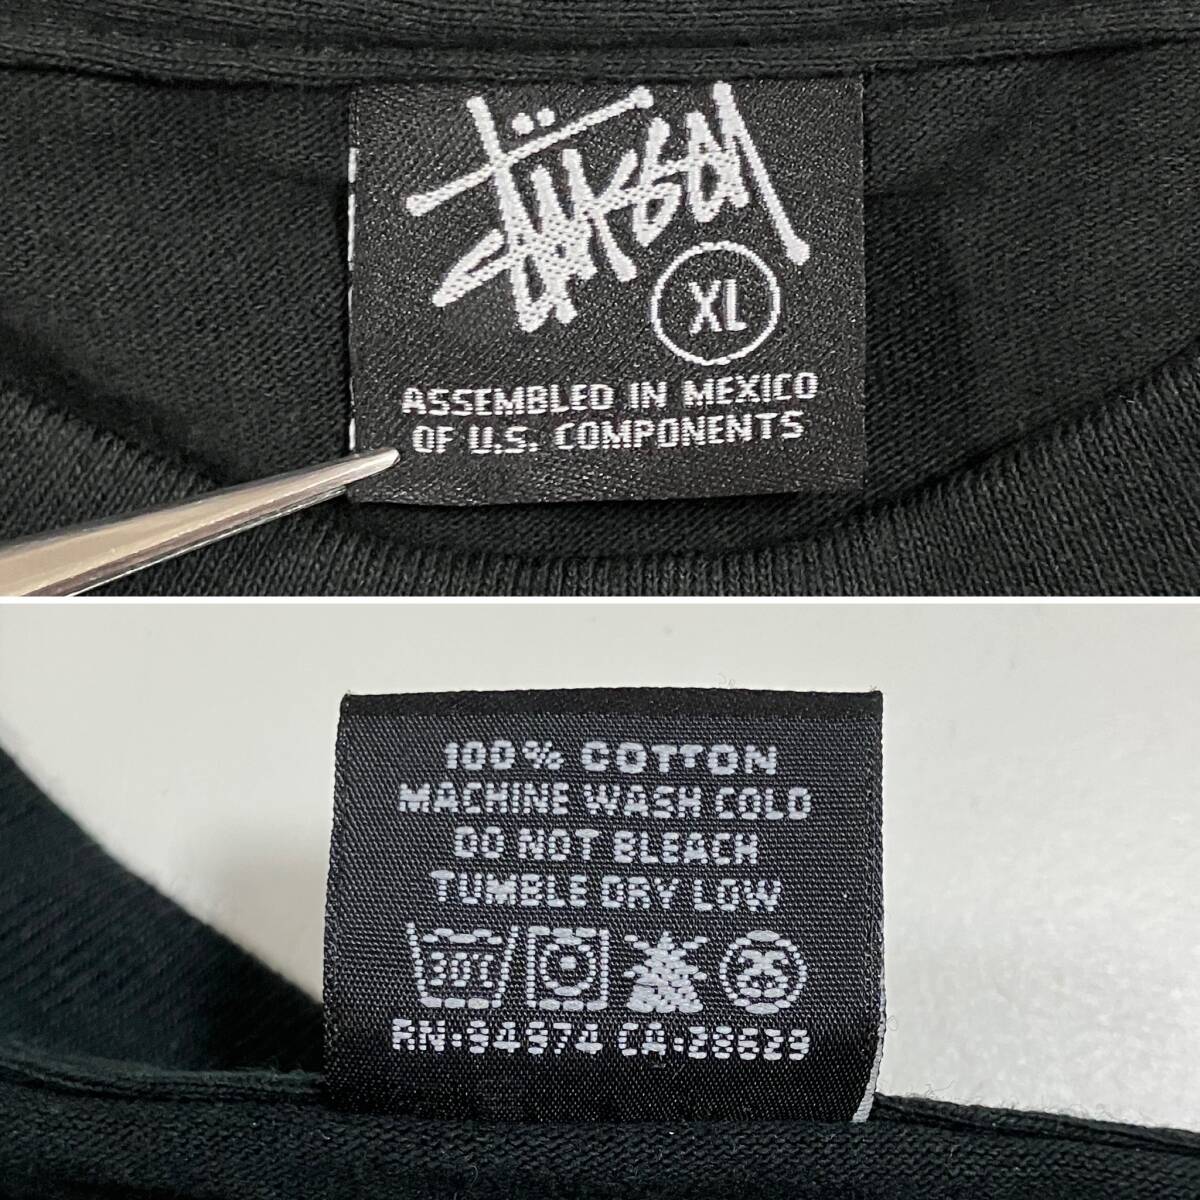 Stüssy
XL
ASSEMBLED IN MEXICO
OF U.S. COMPONENTS
100% COTTON
MACHINE WASH COLD
DO NOT BLEACH
TUMBLE DRY LOW
30°C
RN:94974 CA: